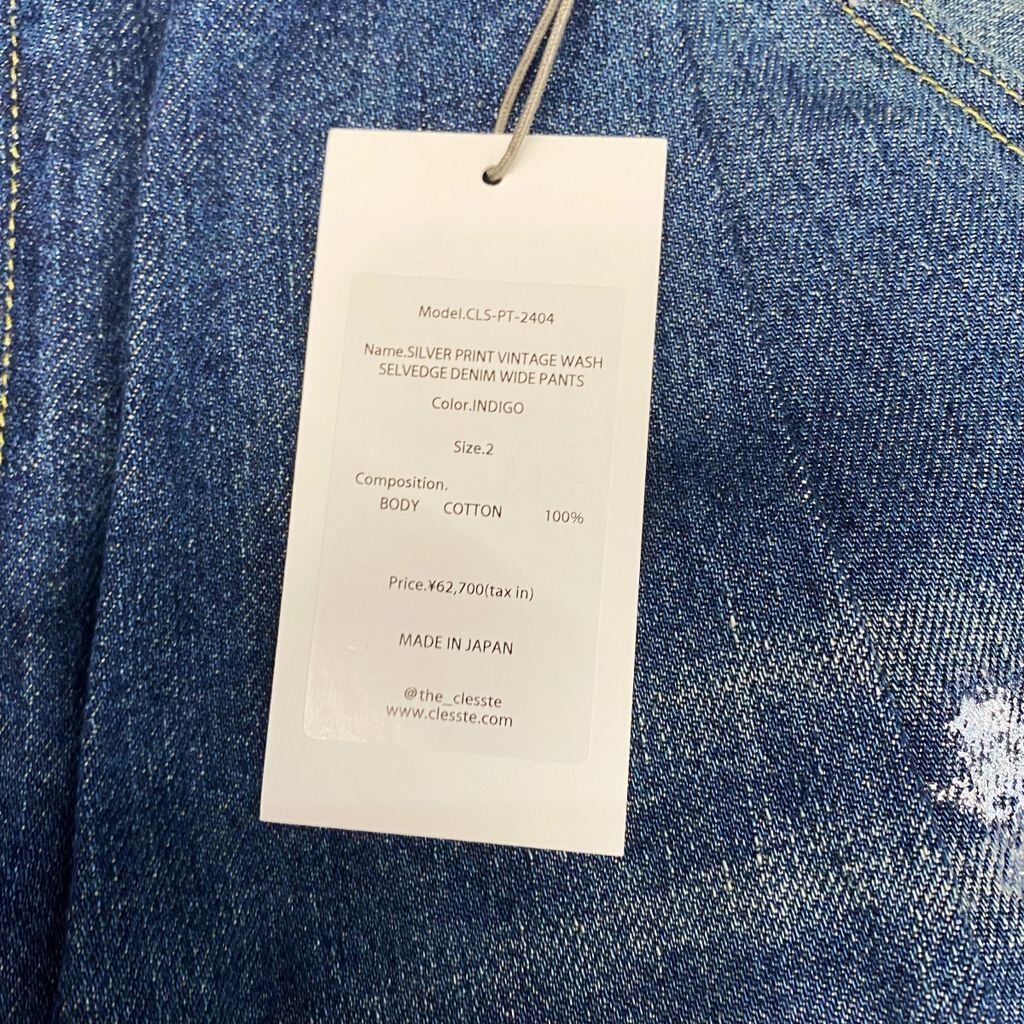 Model.CLS-PT-2404
Name.SILVER PRINT VINTAGE WASH
SELVEDGE DENIM WIDE PANTS
Color.INDIGO
Size.2
Composition.
BODY COTTON 100%
Price.¥62,700(tax in)
MADE IN JAPAN
@the_clesste
www.clesste.com